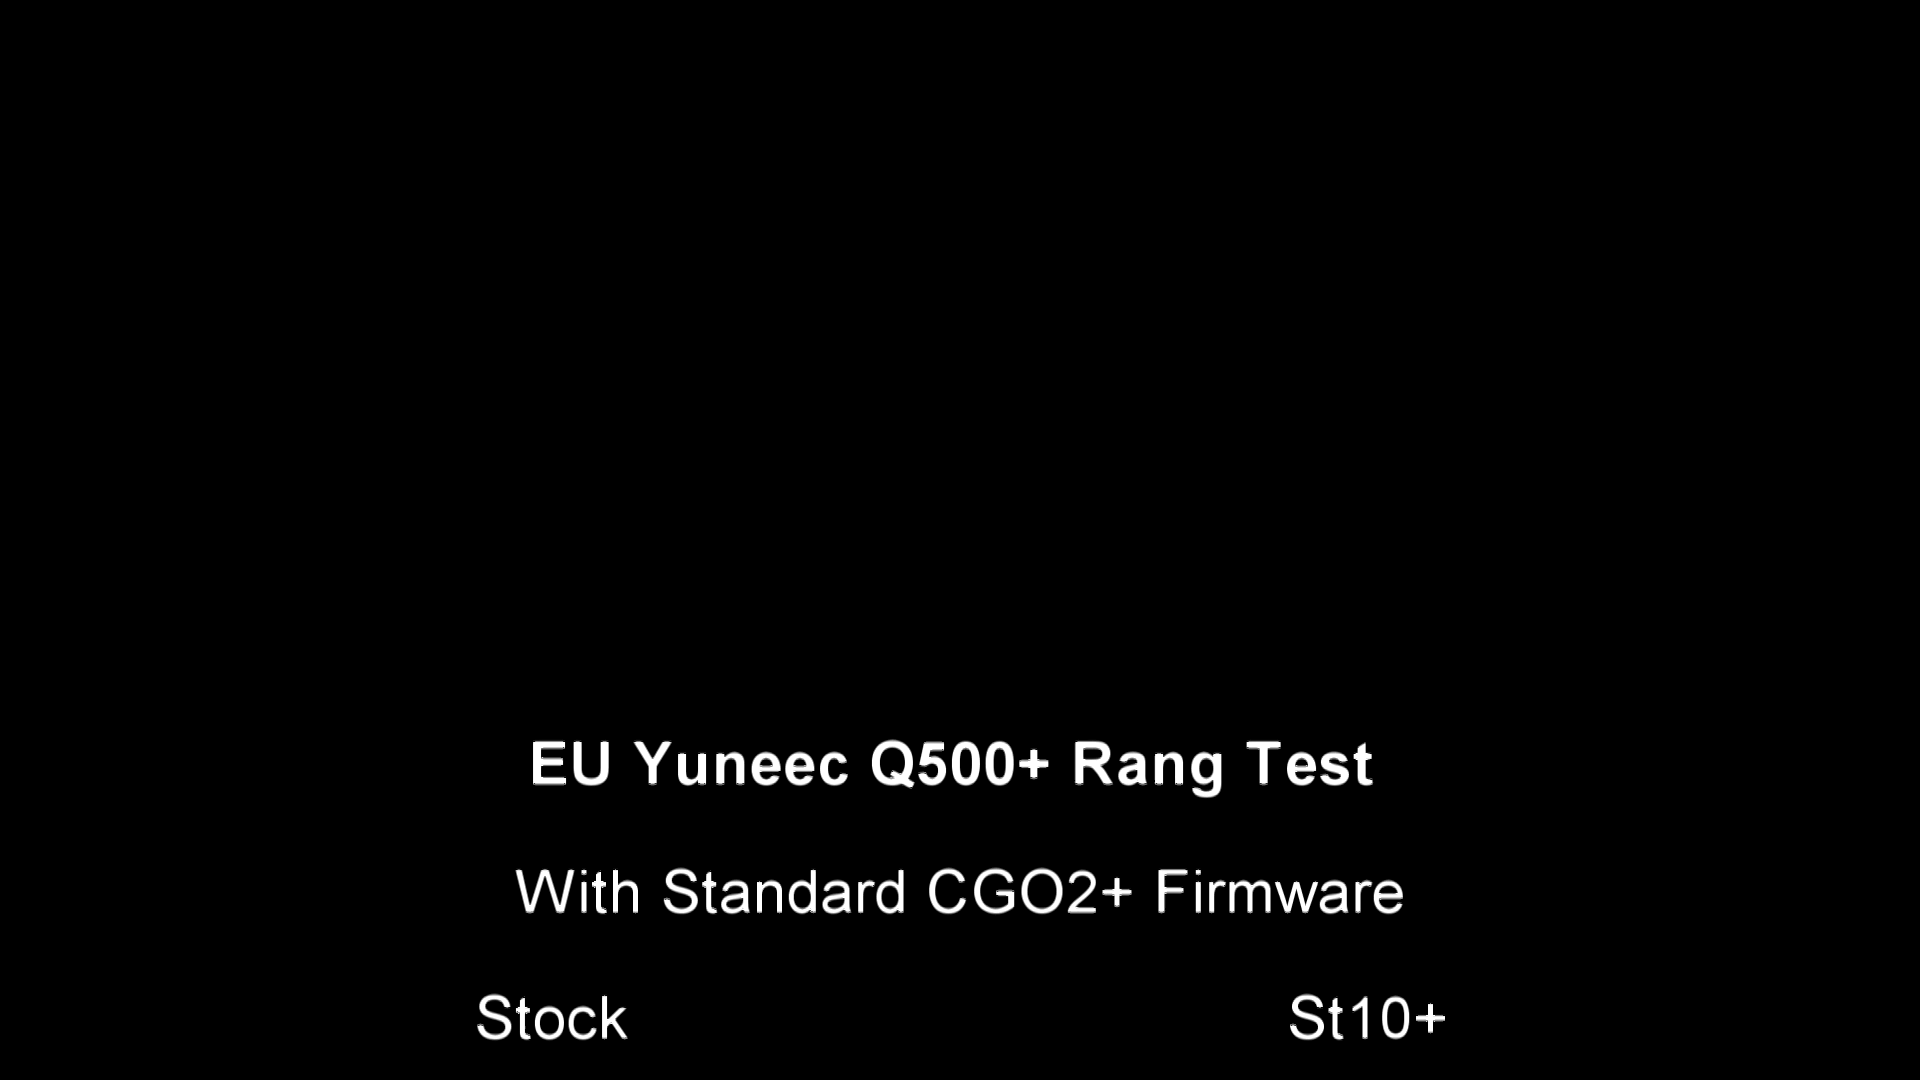 EU Yuneec Q500+ Rang Test
With Standard CGO2+ Firmware
Stock St10+